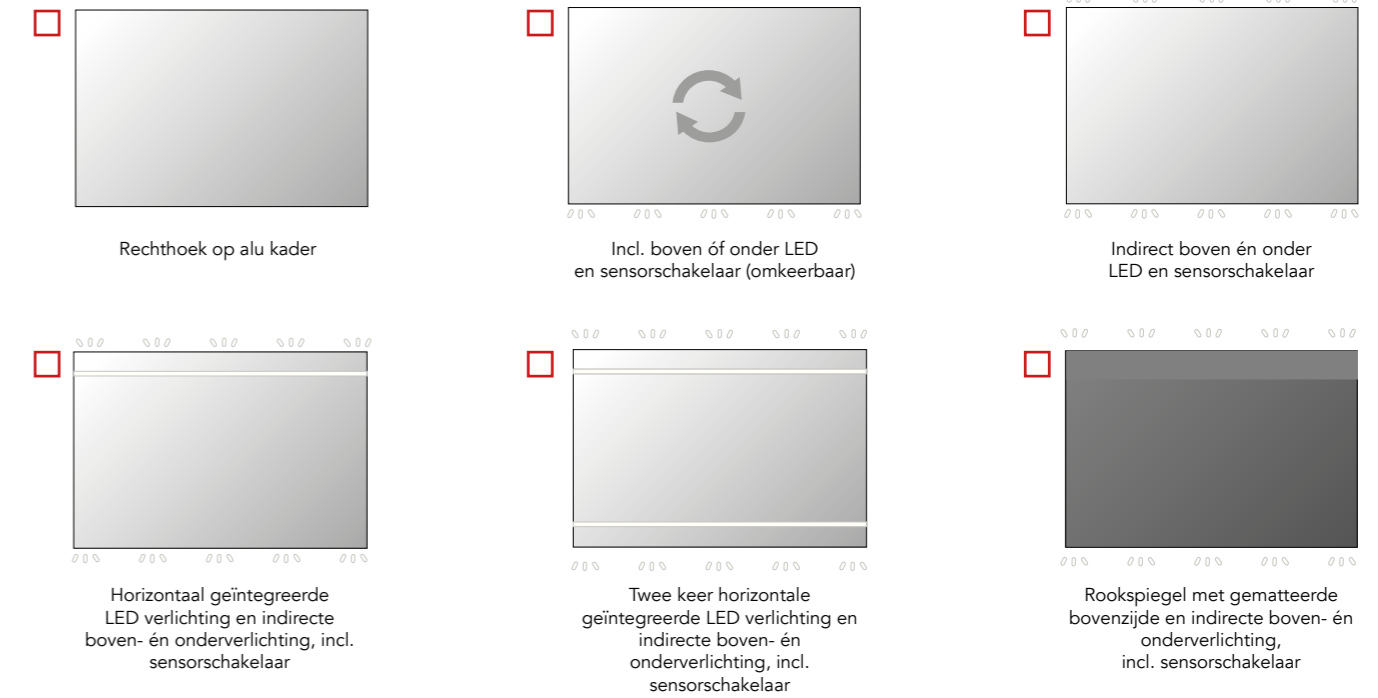 Rechthoek op alu kader
Incl. boven óf onder LED
en sensorschakelaar (omkeerbaar)
Indirect boven én onder
LED en sensorschakelaar
Horizontaal geïntegreerde
LED verlichting en indirecte
boven- én onderverlichting, incl.
sensorschakelaar
Twee keer horizontale
geïntegreerde LED verlichting en
indirecte boven- én
onderverlichting, incl.
sensorschakelaar
Rookspiegel met gematteerde
bovenzijde en indirecte boven- én
onderverlichting,
incl. sensorschakelaar